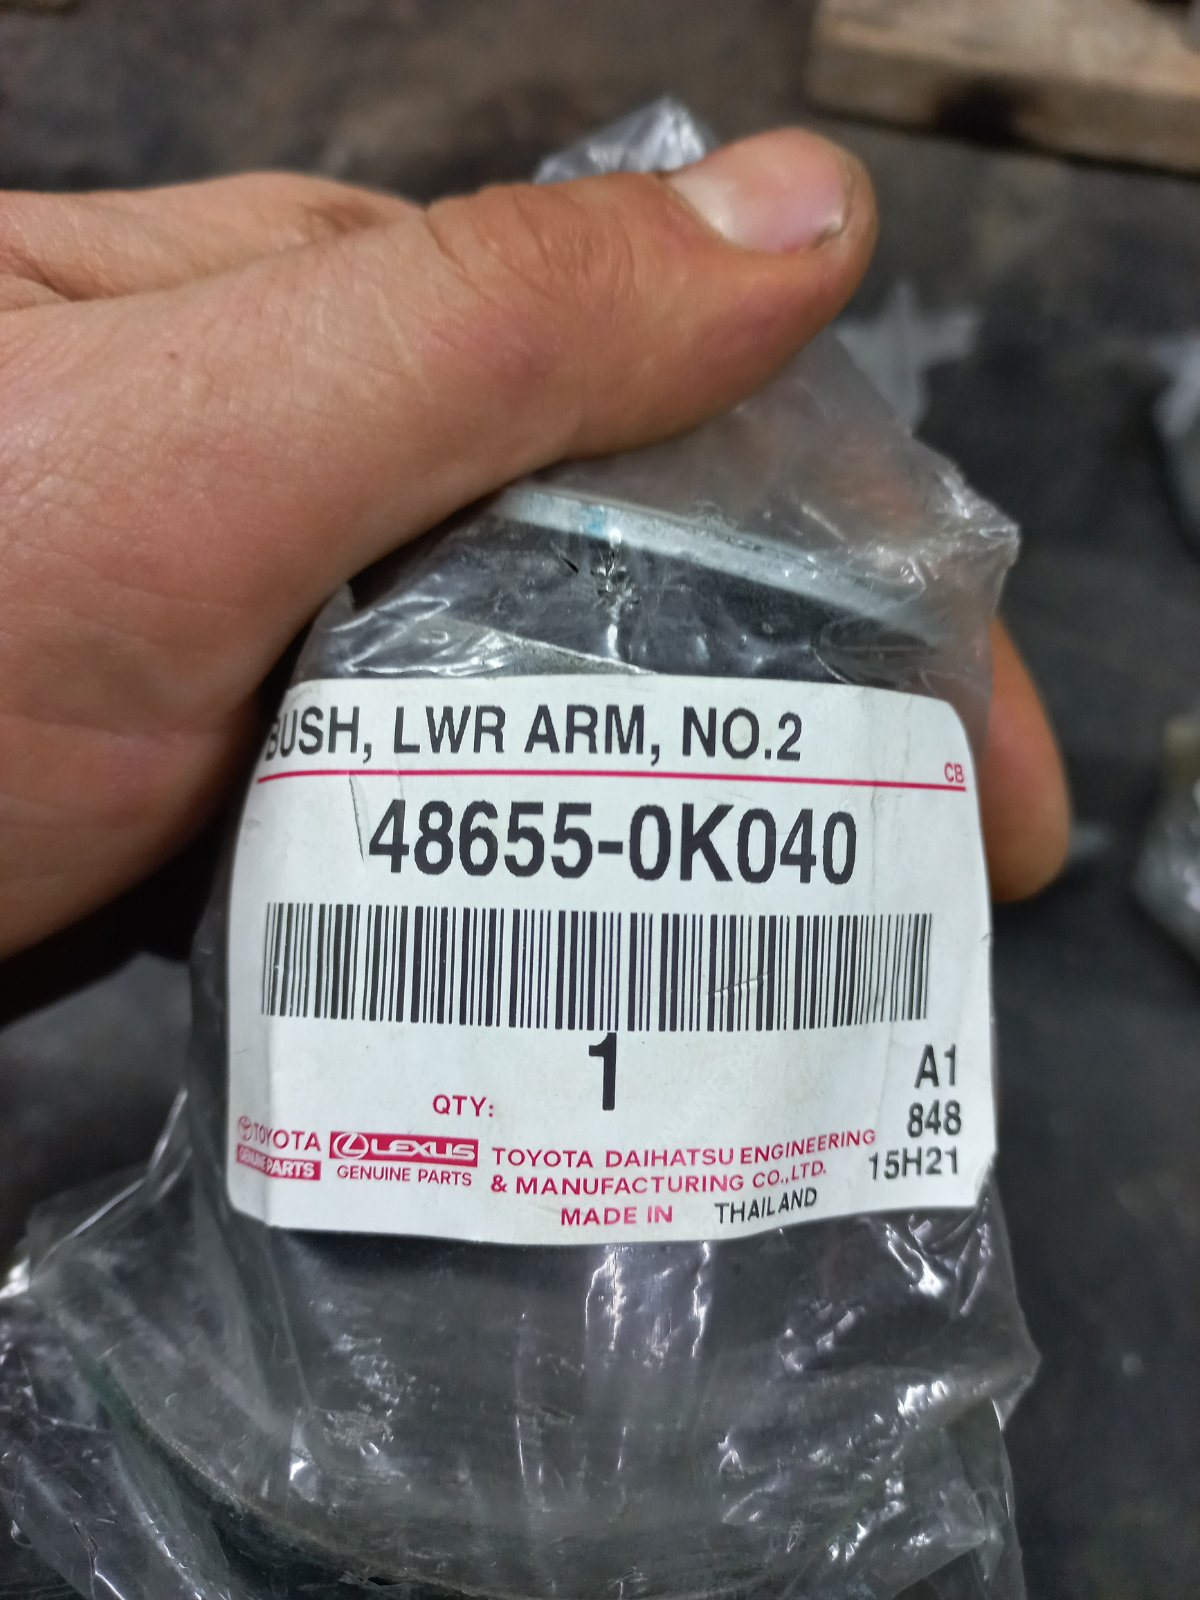 BUSH, LWR ARM, NO.2
CB
48655-0K040
1
QTY:
A1
848
15H21
TOYOTA
GENUINE PARTS
LEXUS
GENUINE PARTS
TOYOTA DAIHATSU ENGINEERING
& MANUFACTURING CO.,LTD.
MADE IN THAILAND